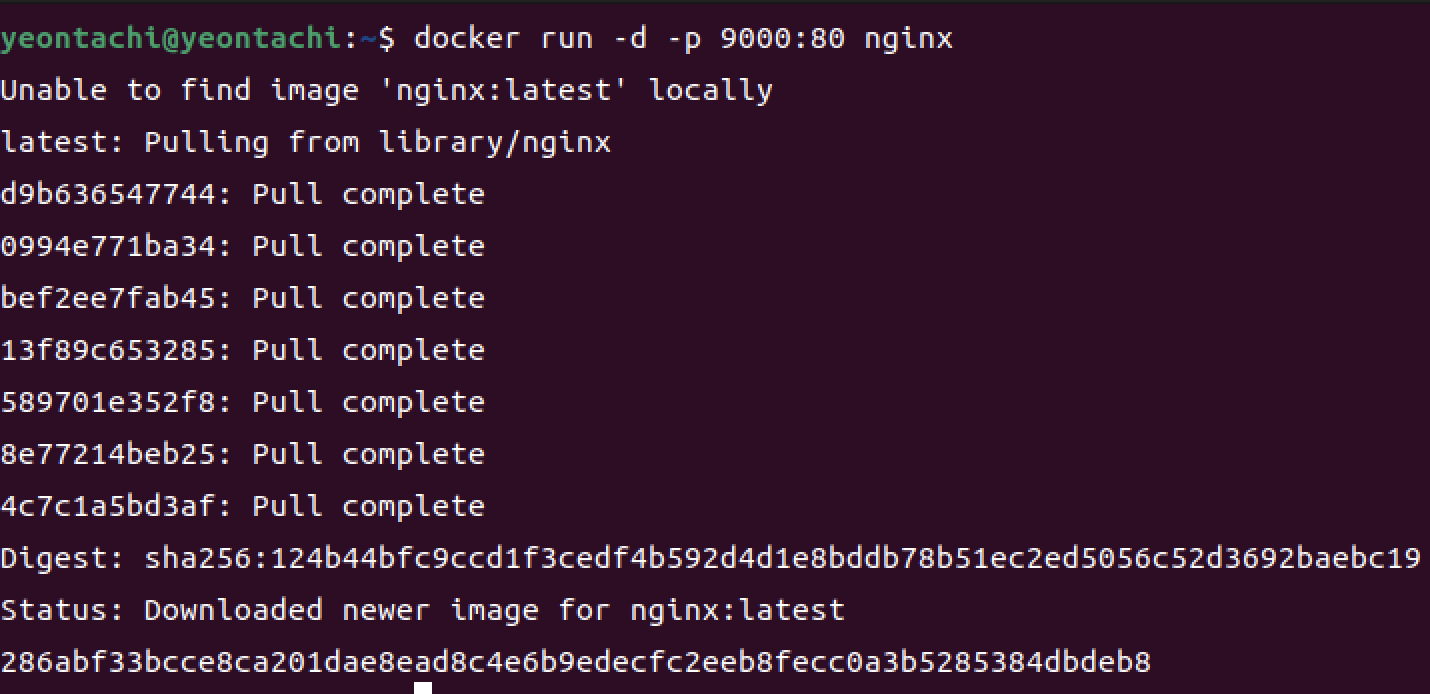 yeontachi@yeontachi:~$ docker run -d -p 9000:80 nginx
Unable to find image 'nginx:latest' locally
latest: Pulling from library/nginx
d9b636547744: Pull complete
0994e771ba34: Pull complete
bef2ee7fab45: Pull complete
13f89c653285: Pull complete
589701e352f8: Pull complete
8e77214beb25: Pull complete
4c7c1a5bd3af: Pull complete
Digest: sha256:124b44bfc9ccd1f3cedf4b592d4d1e8bddb78b51ec2ed5056c52d3692baebc19
Status: Downloaded newer image for nginx:latest
286abf33bcce8ca201dae8ead8c4e6b9edecfc2eeb8fecc0a3b5285384dbdeb8